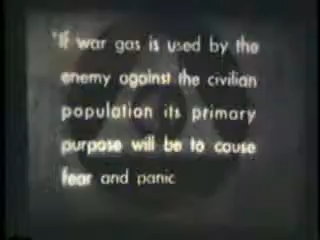 "If war gas is used by the
enemy against the civilian
population its primary
purpose will be to cause
fear and panic